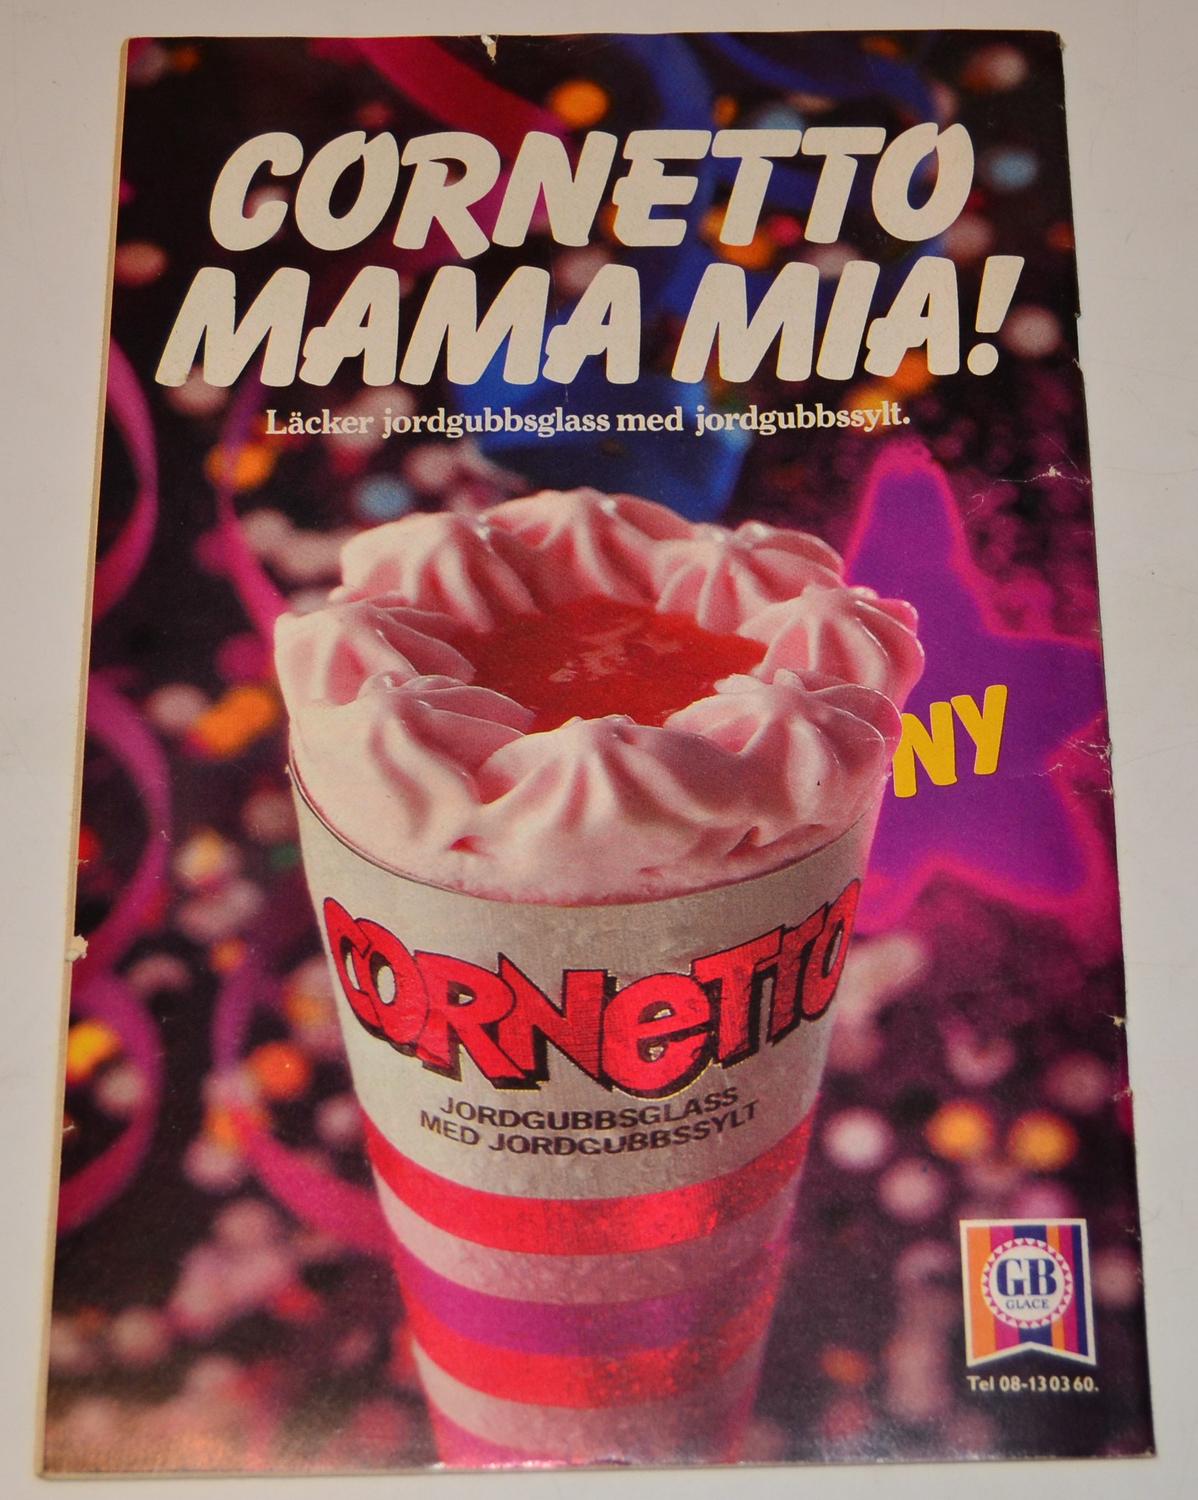 CORNETTO
MAMA MIA!
Läcker jordgubbsglass med jordgubbssylt.
NY
CORNeTTO
JORDGUBBSGLASS
MED JORDGUBBSSYLT
GB
GLACE
Tel 08-13 03 60.